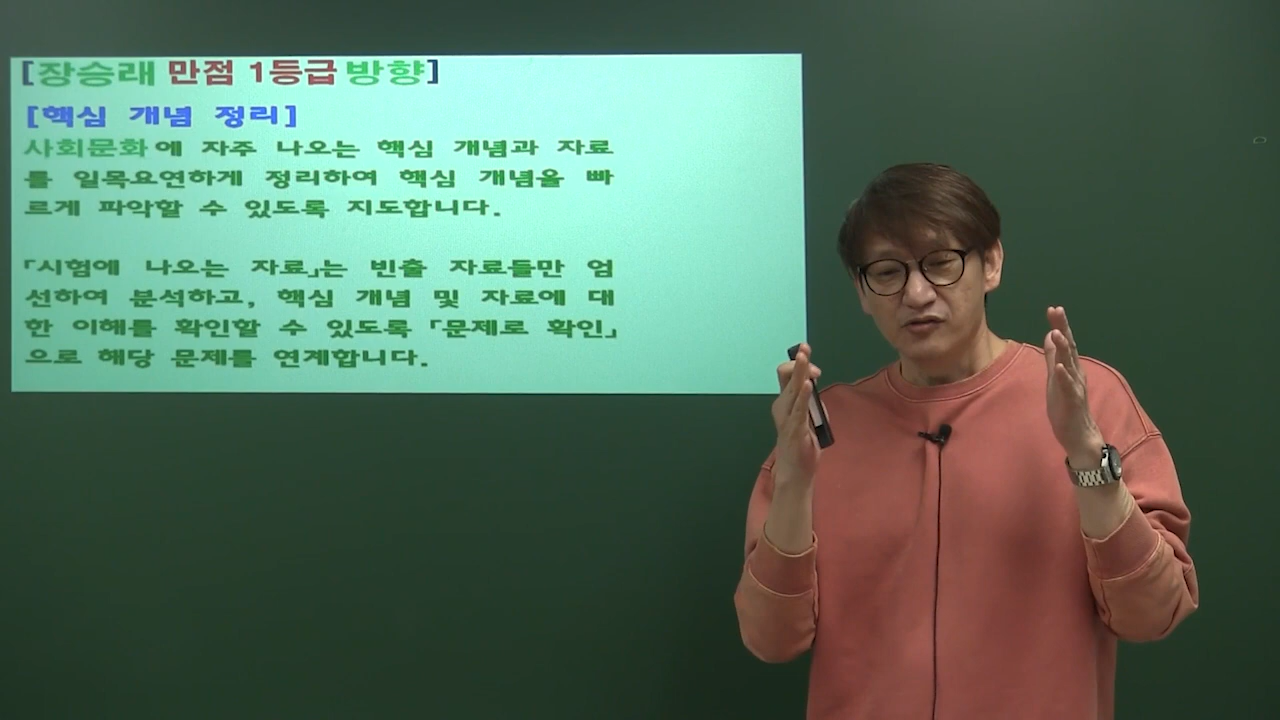 [장승래 만점 1등급 방향]
[핵심 개념 정리]
사회문화에 자주 나오는 핵심 개념과 자료
를 일목요연하게 정리하여 핵심 개념을 빠
르게 파악할 수 있도록 지도합니다.
「시험에 나오는 자료」는 빈출 자료들만 엄
선하여 분석하고, 핵심 개념 및 자료에 대
한 이해를 확인할 수 있도록 「문제로 확인」
으로 해당 문제를 연계합니다.